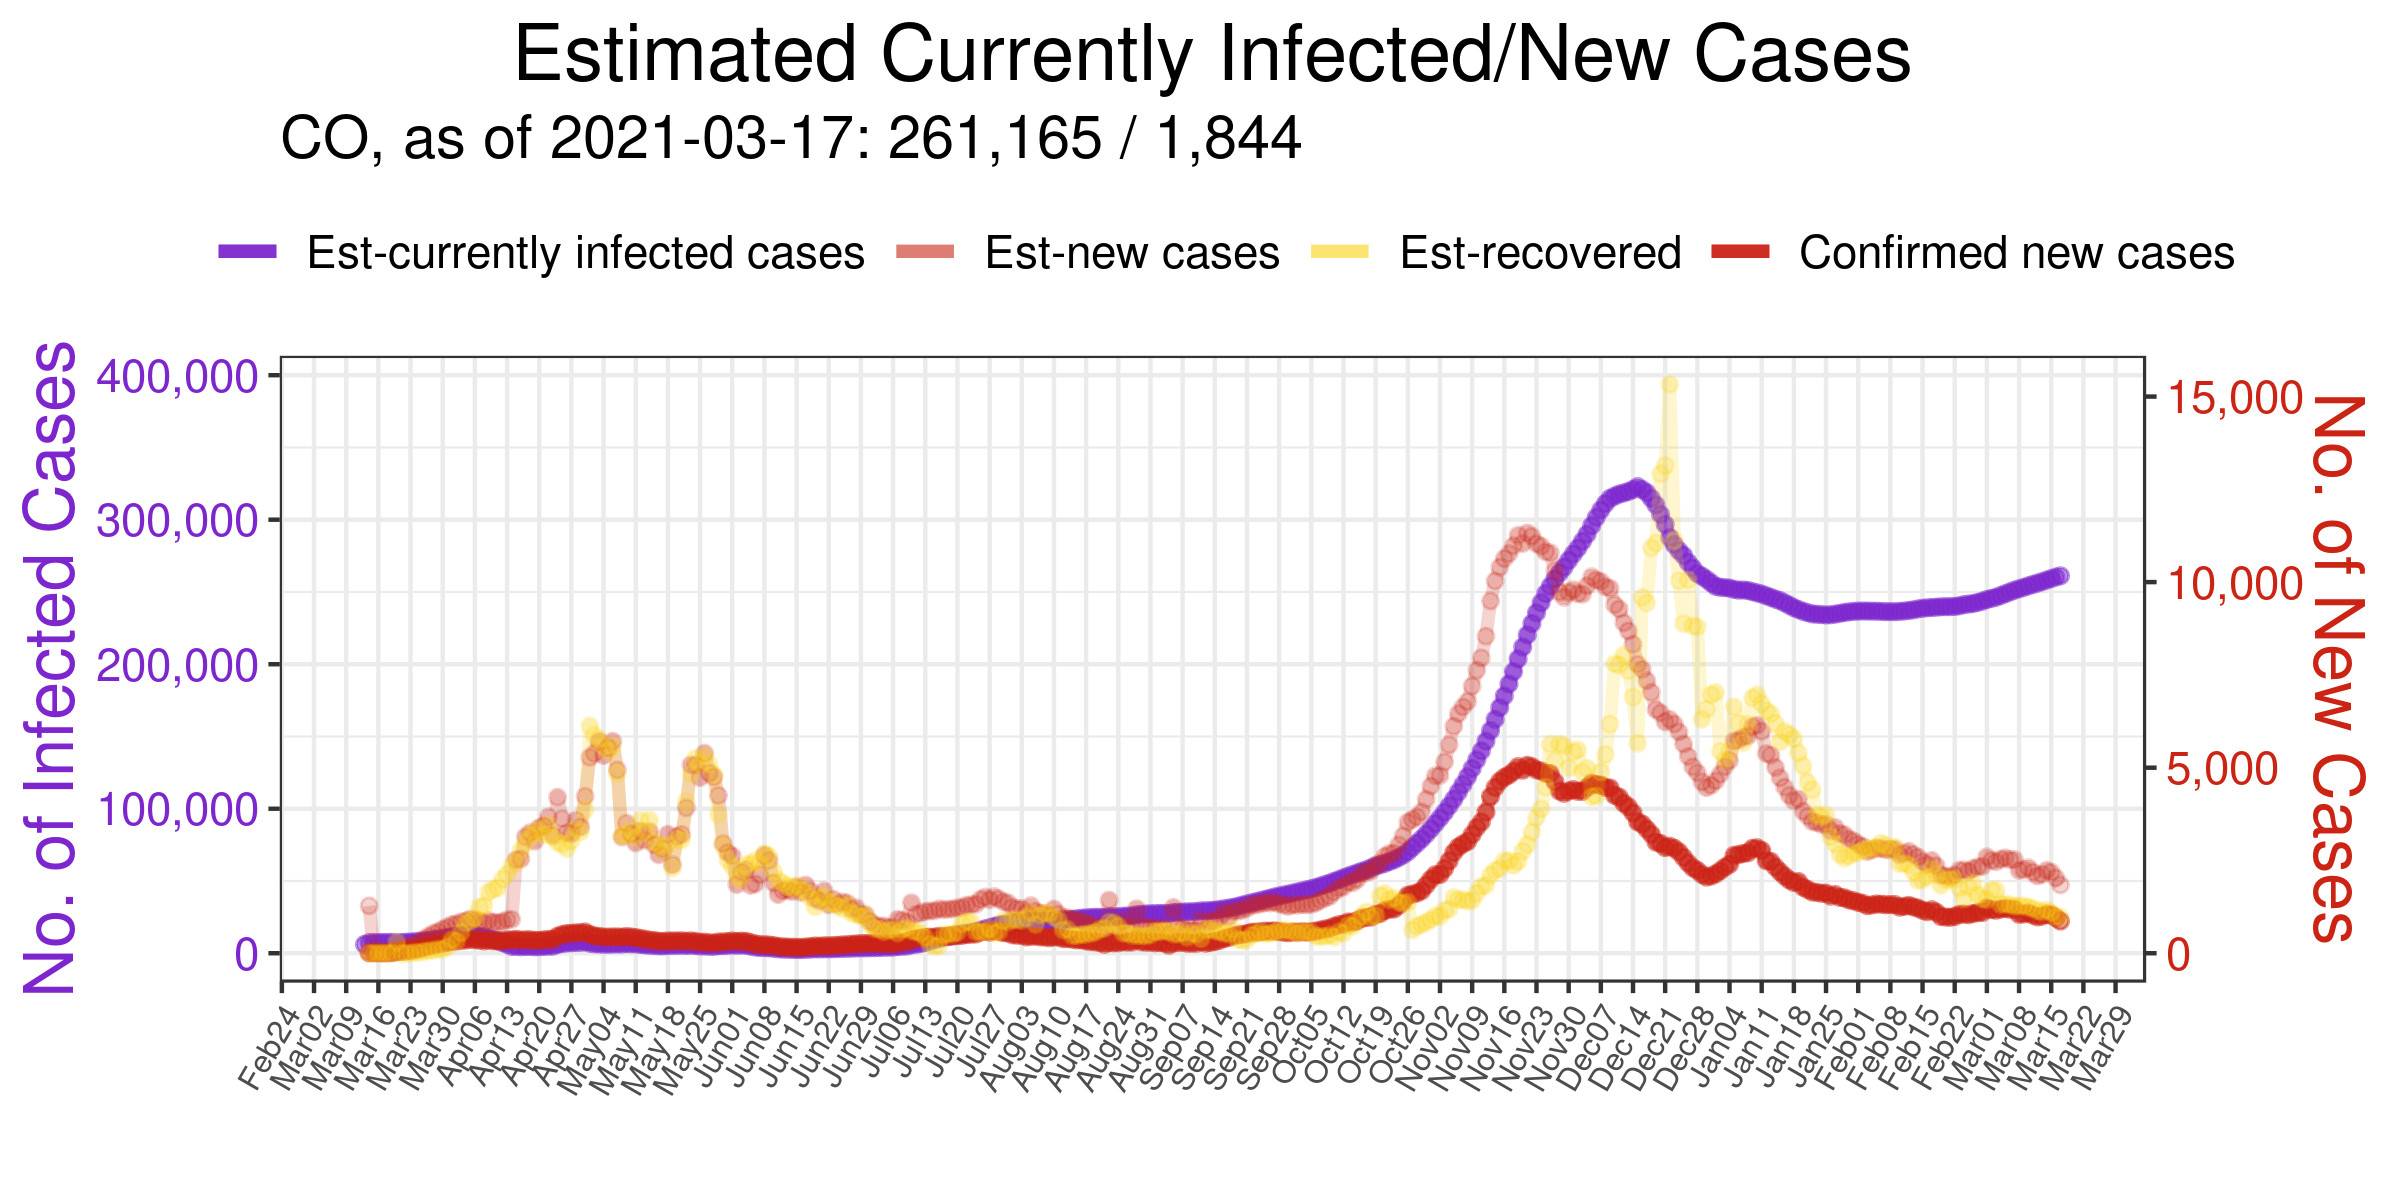 Estimated Currently Infected/New Cases
CO, as of 2021-03-17: 261,165 / 1,844
Est-currently infected cases Est-new cases Est-recovered Confirmed new cases
No. of Infected Cases
400,000
300,000
200,000
100,000
0
15,000
10,000
5,000
0
No. of New Cases
Feb24 Mar02 Mar09 Mar16 Mar23 Mar30 Apr06 Apr13 Apr20 Apr27 May04 May11 May18 May25 Jun01 Jun08 Jun15 Jun22 Jun29 Jul06 Jul13 Jul20 Jul27 Aug03 Aug10 Aug17 Aug24 Aug31 Sep07 Sep14 Sep21 Sep28 Oct05 Oct12 Oct19 Oct26 Nov02 Nov09 Nov16 Nov23 Nov30 Dec07 Dec14 Dec21 Dec28 Jan04 Jan11 Jan18 Jan25 Feb01 Feb08 Feb15 Feb22 Mar01 Mar08 Mar15 Mar22 Mar29